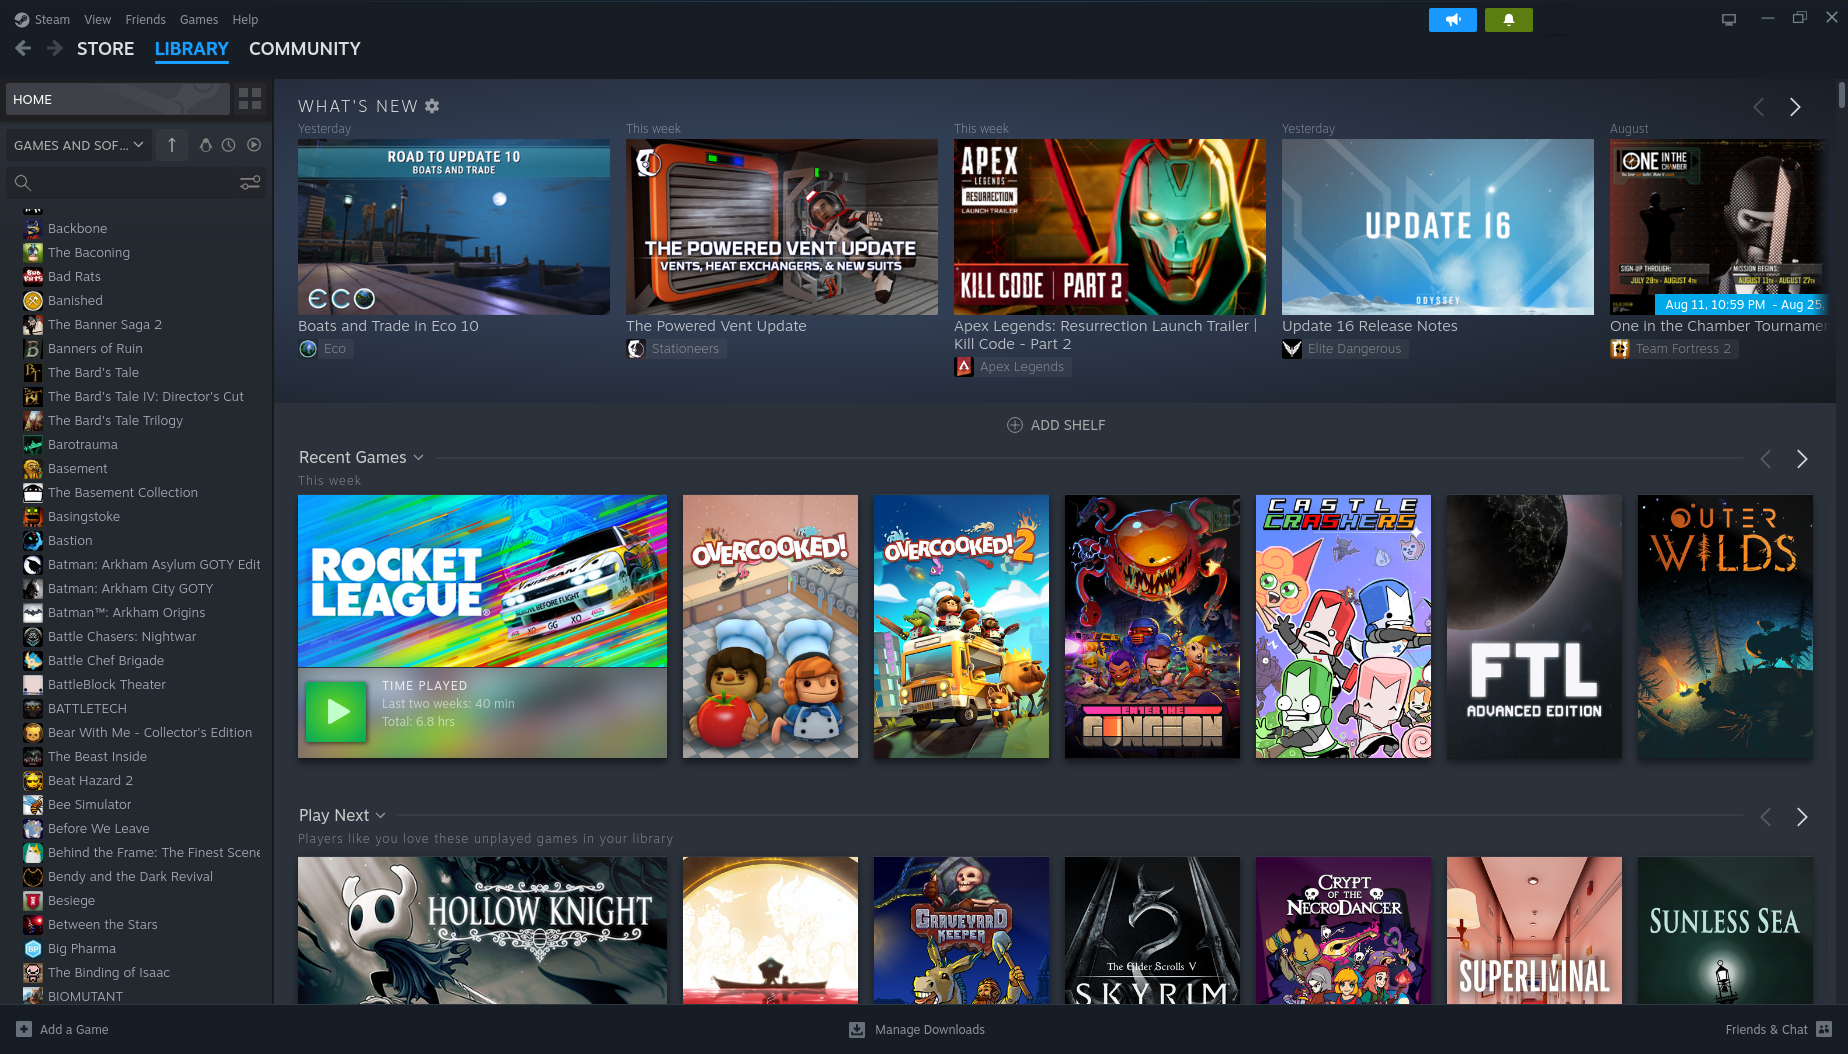 Steam View Friends Games Help
STORE LIBRARY COMMUNITY
HOME
GAMES AND SOF...
Backbone
The Baconing
Bad Rats
Banished
The Banner Saga 2
Banners of Ruin
The Bard's Tale
The Bard's Tale IV: Director's Cut
The Bard's Tale Trilogy
Barotrauma
Basement
The Basement Collection
Basingstoke
Bastion
Batman: Arkham Asylum GOTY Edit
Batman: Arkham City GOTY
Batman™: Arkham Origins
Battle Chasers: Nightwar
Battle Chef Brigade
BattleBlock Theater
BATTLETECH
Bear With Me - Collector's Edition
The Beast Inside
Beat Hazard 2
Bee Simulator
Before We Leave
Behind the Frame: The Finest Scene
Bendy and the Dark Revival
Besiege
Between the Stars
Big Pharma
The Binding of Isaac
BIOMUTANT
WHAT'S NEW
Yesterday
ROAD TO UPDATE 10
BOATS AND TRADE
ECO
Boats and Trade in Eco 10
Eco
This week
THE POWERED VENT UPDATE
VENTS, HEAT EXCHANGERS, & NEW SUITS
The Powered Vent Update
Stationeers
This week
APEX
LEGENDS
RESURRECTION
LAUNCH TRAILER
KILL CODE | PART 2
Apex Legends: Resurrection Launch Trailer |
Kill Code - Part 2
Apex Legends
Yesterday
UPDATE 16
ODYSSEY
Update 16 Release Notes
Elite Dangerous
August
ONE IN THE
CHAMBER
SIGN-UP THROUGH:
JULY 28TH - AUGUST 4TH
MISSION BEGINS:
AUGUST 11TH - AUGUST 27TH
Aug 11, 10:59 PM - Aug 25,
One in the Chamber Tournamer
Team Fortress 2
ADD SHELF
Recent Games
This week
ROCKET
LEAGUE
REMOVE BEFORE FLIGHT
XO GG XO
TIME PLAYED
Last two weeks: 40 min
Total: 6.8 hrs
OVERCOOKED!
OVERCOOKED! 2
ENTER THE
GUNGEON
CASTLE
CRASHERS
FTL
ADVANCED EDITION
OUTER
WILDS
Play Next
Players like you love these unplayed games in your library
HOLLOW KNIGHT
GRAVEYARD
KEEPER
The Elder Scrolls V
SKYRIM
CRYPT
OF THE
NECRODANCER
SUPERLIMINAL
SUNLESS SEA
Add a Game
Manage Downloads
Friends & Chat